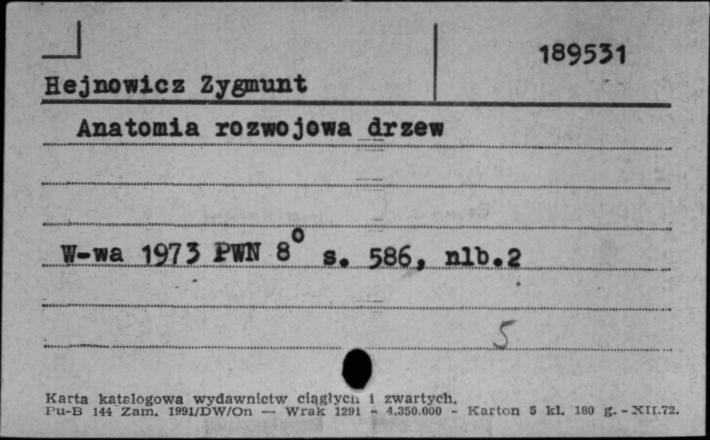 189531
Hejnowicz Zygmunt
Anatomia rozwojowa drzew
W-wa 1973 PWN 8° s. 586, nlb.2
5
Karta katalogowa wydawnictw ciągłych i zwartych.
Pu-B 144 Zam. 1991/DW/On — Wrak 1291 - 4.350.000 - Karton 5 kl. 180 g. - XII.72.